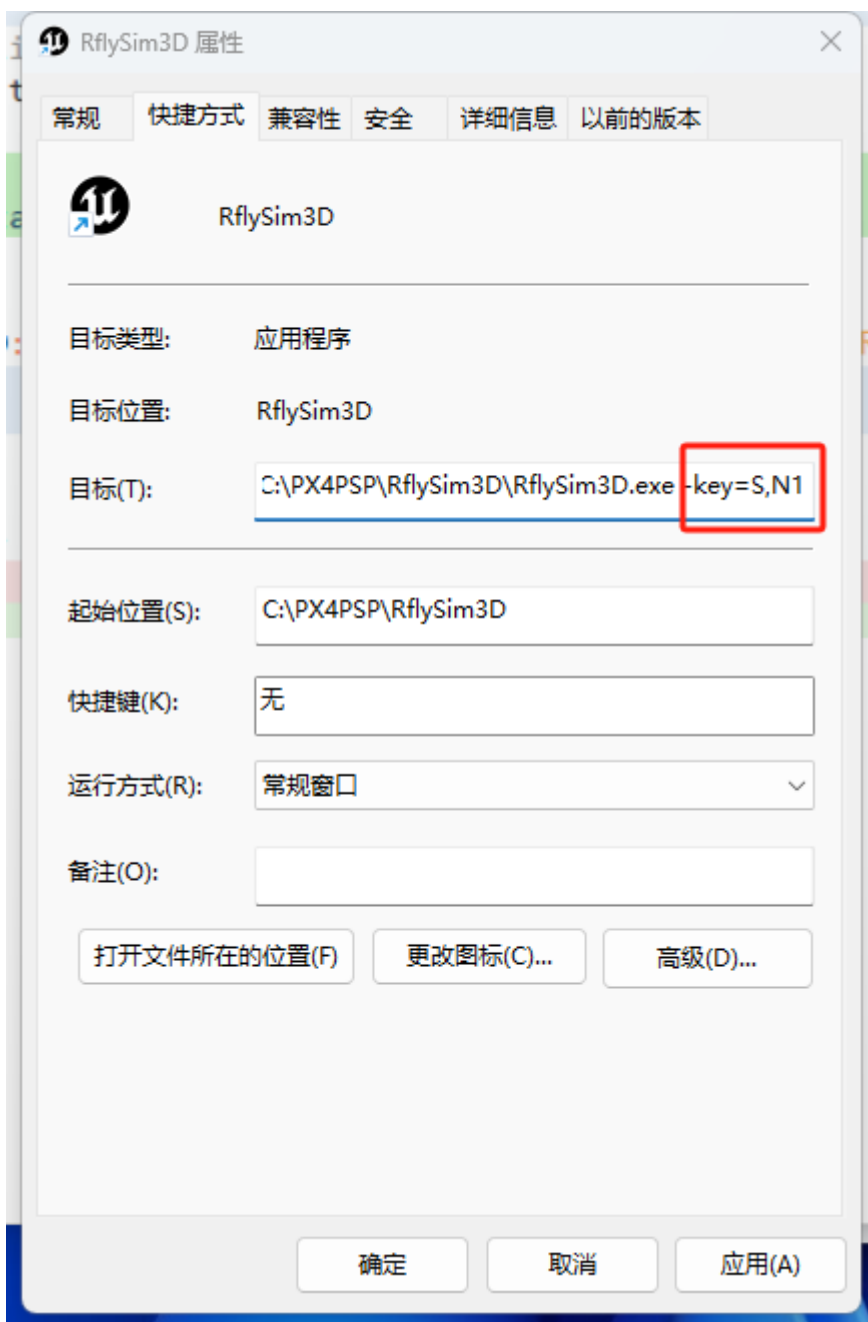 RflySim3D 属性
常规 快捷方式 兼容性 安全 详细信息 以前的版本
RflySim3D
目标类型: 应用程序
目标位置: RflySim3D
目标(T): C:\PX4PSP\RflySim3D\RflySim3D.exe -key=S,N1
起始位置(S): C:\PX4PSP\RflySim3D
快捷键(K): 无
运行方式(R): 常规窗口
备注(O):
打开文件所在的位置(F) 更改图标(C)... 高级(D)...
确定 取消 应用(A)